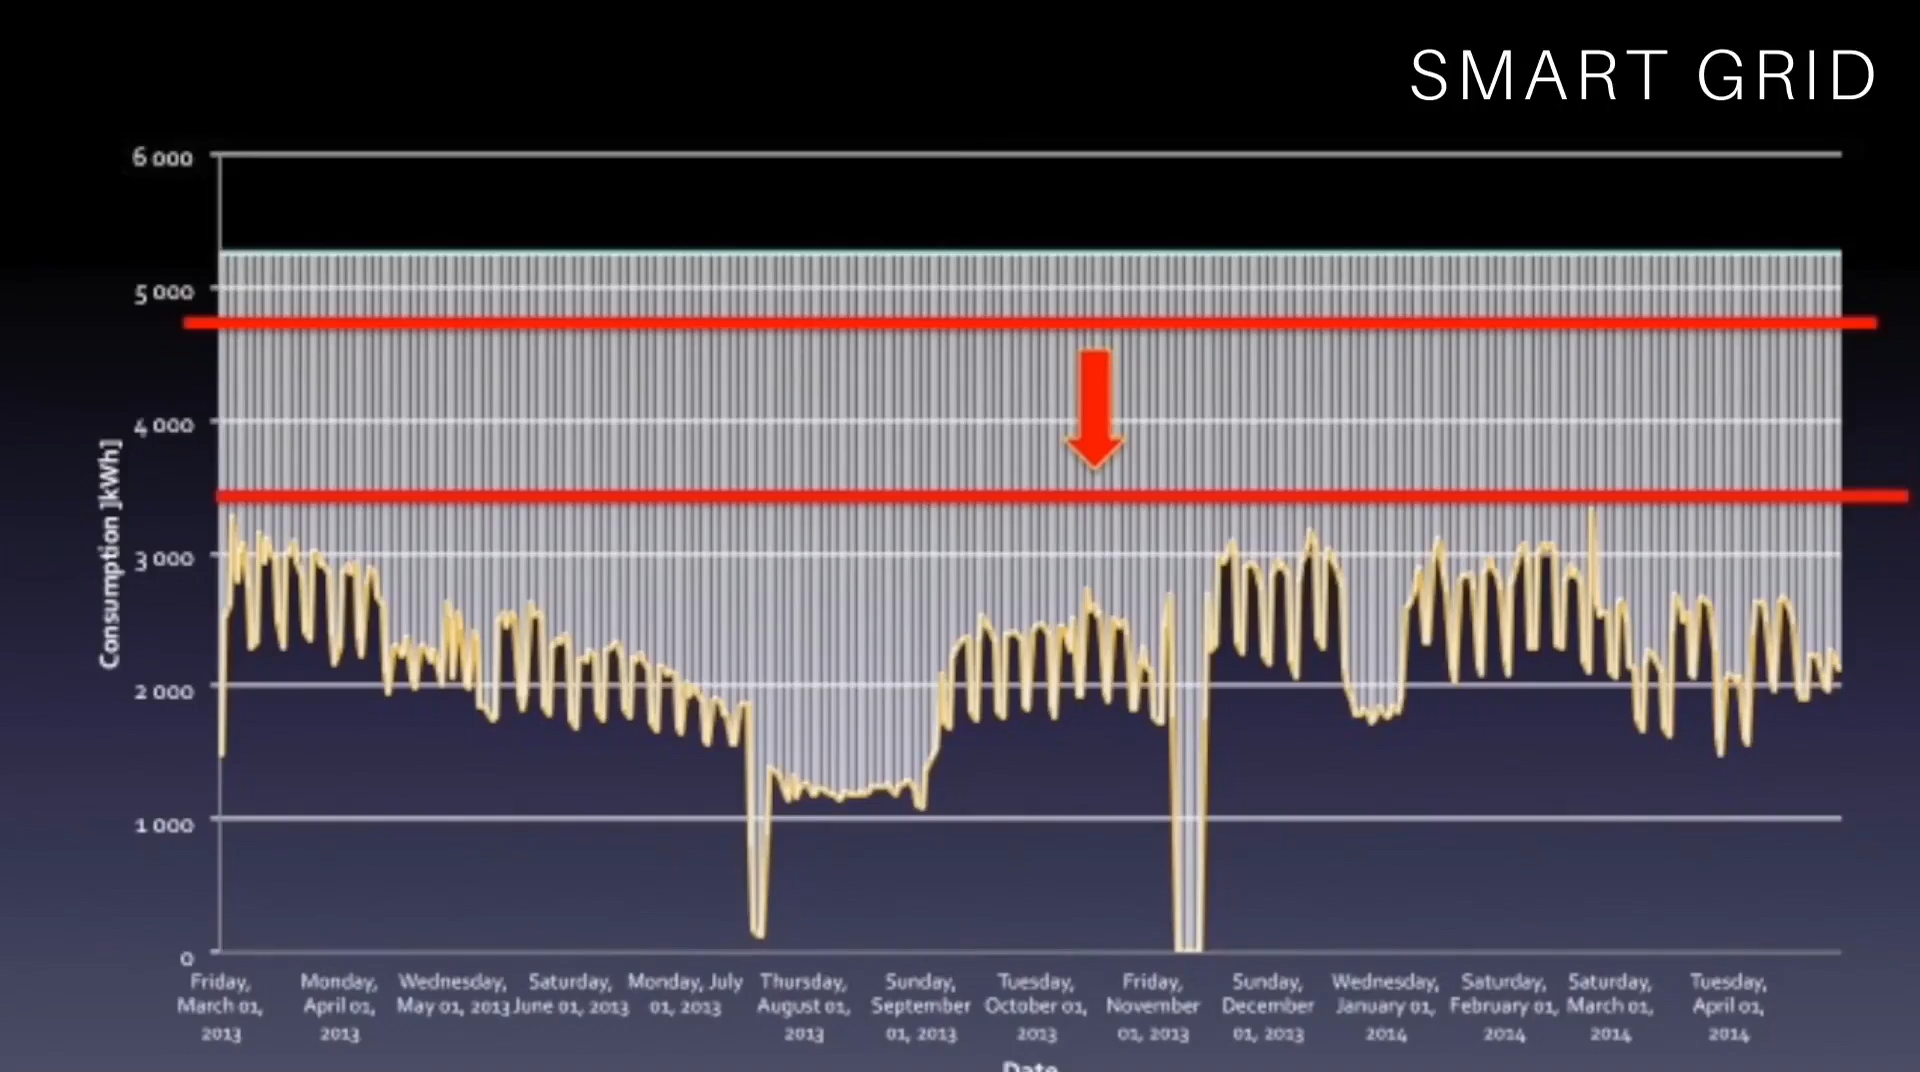 SMART GRID
6 000
5 000
4 000
3 000
2 000
1 000
0
Consumption ]kWh]
Friday, March 01, 2013
Monday, April 01, 2013
Wednesday, May 01, 2013
Saturday, June 01, 2013
Monday, July 01, 2013
Thursday, August 01, 2013
Sunday, September 01, 2013
Tuesday, October 01, 2013
Friday, November 01, 2013
Sunday, December 01, 2013
Wednesday, January 01, 2014
Saturday, February 01, 2014
Saturday, March 01, 2014
Tuesday, April 01, 2014
Date